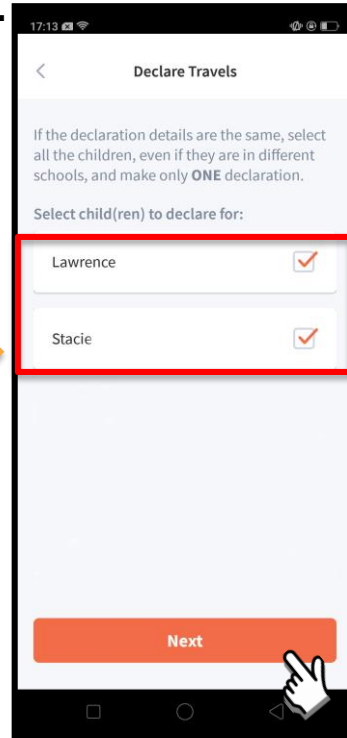 17:13
Declare Travels
If the declaration details are the same, select
all the children, even if they are in different
schools, and make only ONE declaration.
Select child(ren) to declare for:
Lawrence
Stacie
Next